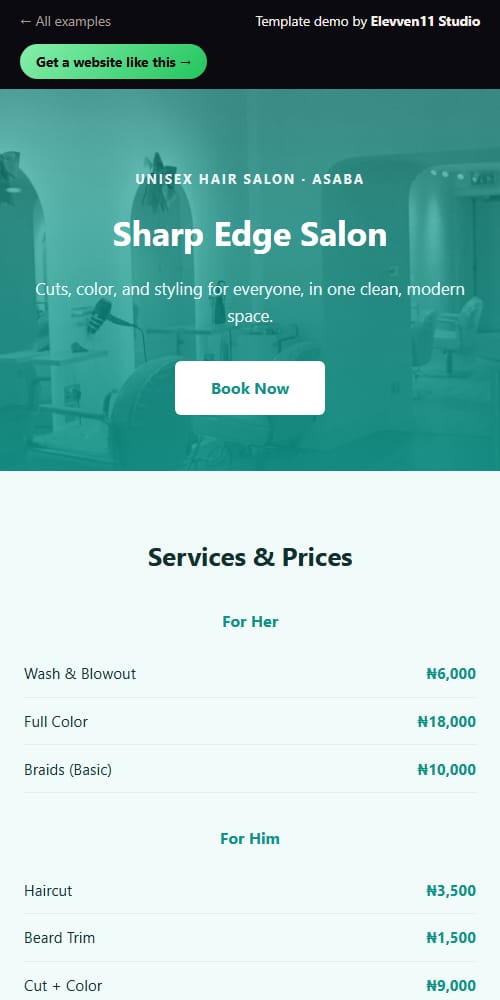 ← All examples
Template demo by Elevven11 Studio
Get a website like this →
UNISEX HAIR SALON · ASABA
Sharp Edge Salon
Cuts, color, and styling for everyone, in one clean, modern
space.
Book Now
Services & Prices
For Her
Wash & Blowout ₦6,000
Full Color ₦18,000
Braids (Basic) ₦10,000
For Him
Haircut ₦3,500
Beard Trim ₦1,500
Cut + Color ₦9,000